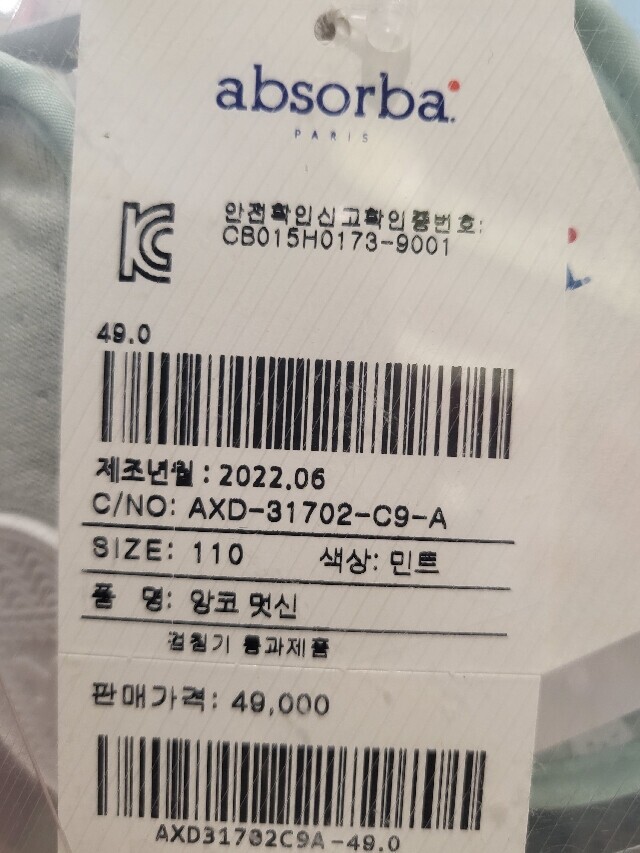 absorba.
PARIS
안전확인신고확인증번호:
CB015H0173-9001
49.0
제조년월 : 2022.06
C/NO: AXD-31702-C9-A
SIZE: 110 색상: 민트
품 명: 앙코 멋신
검침기 통과제품
판매가격: 49,000
AXD31702C9A-49.0